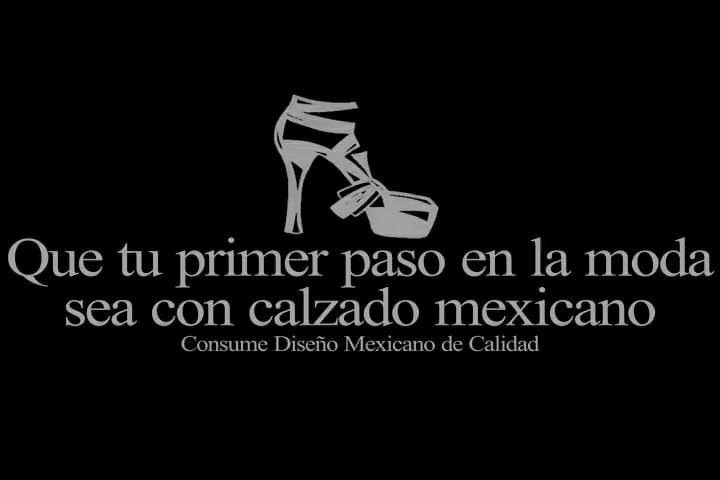 Que tu primer paso en la moda
sea con calzado mexicano
Consume Diseño Mexicano de Calidad